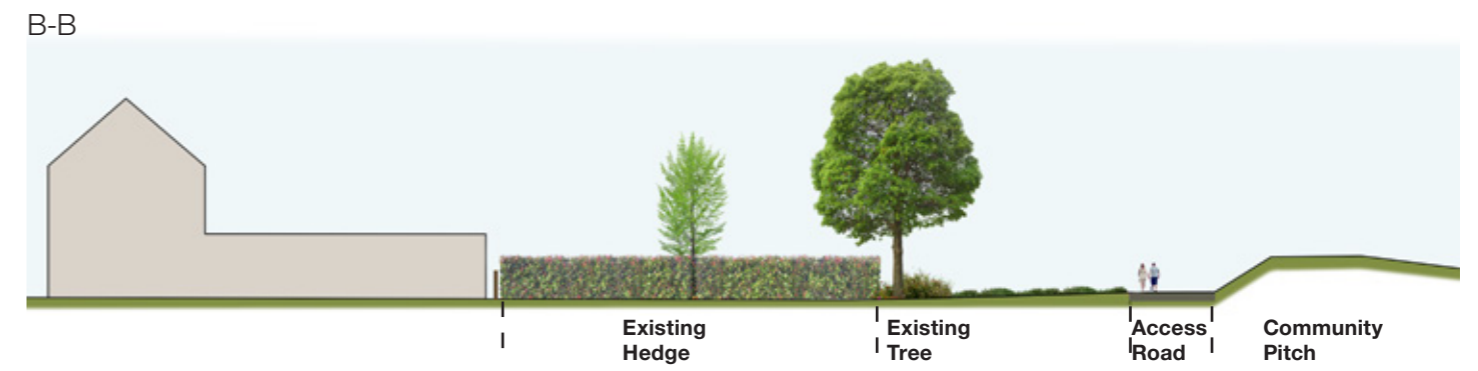 B-B
Existing
Hedge
Existing
Tree
Access
Road
Community
Pitch